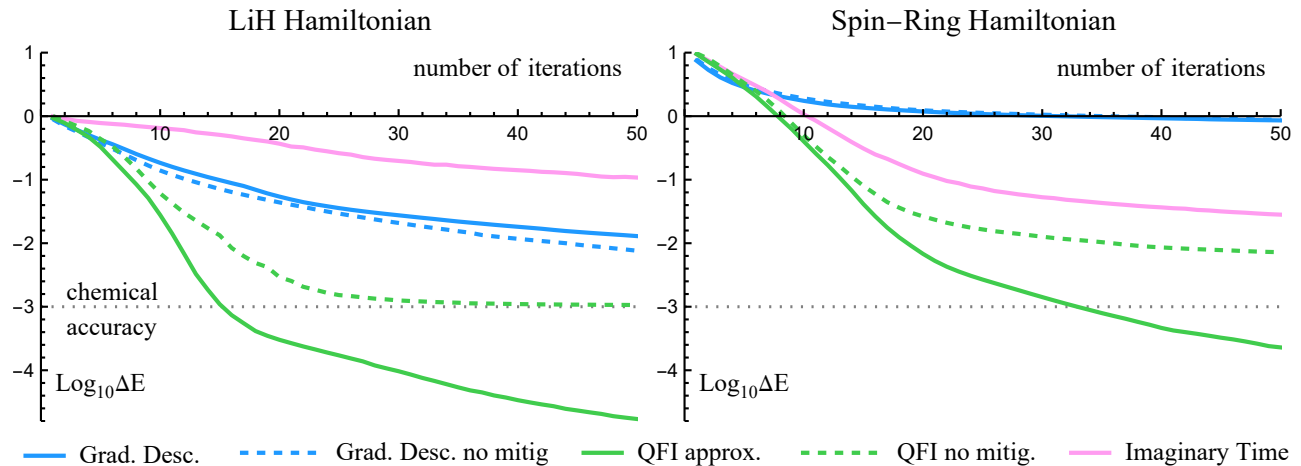 LiH Hamiltonian
Spin−Ring Hamiltonian
number of iterations
1
0
10 20 30 40 50
−1
−2
−3
−4
chemical
accuracy
Log₁₀ΔE
number of iterations
1
0
10 20 30 40 50
−1
−2
−3
−4
Log₁₀ΔE
Grad. Desc.
Grad. Desc. no mitig
QFI approx.
QFI no mitig.
Imaginary Time